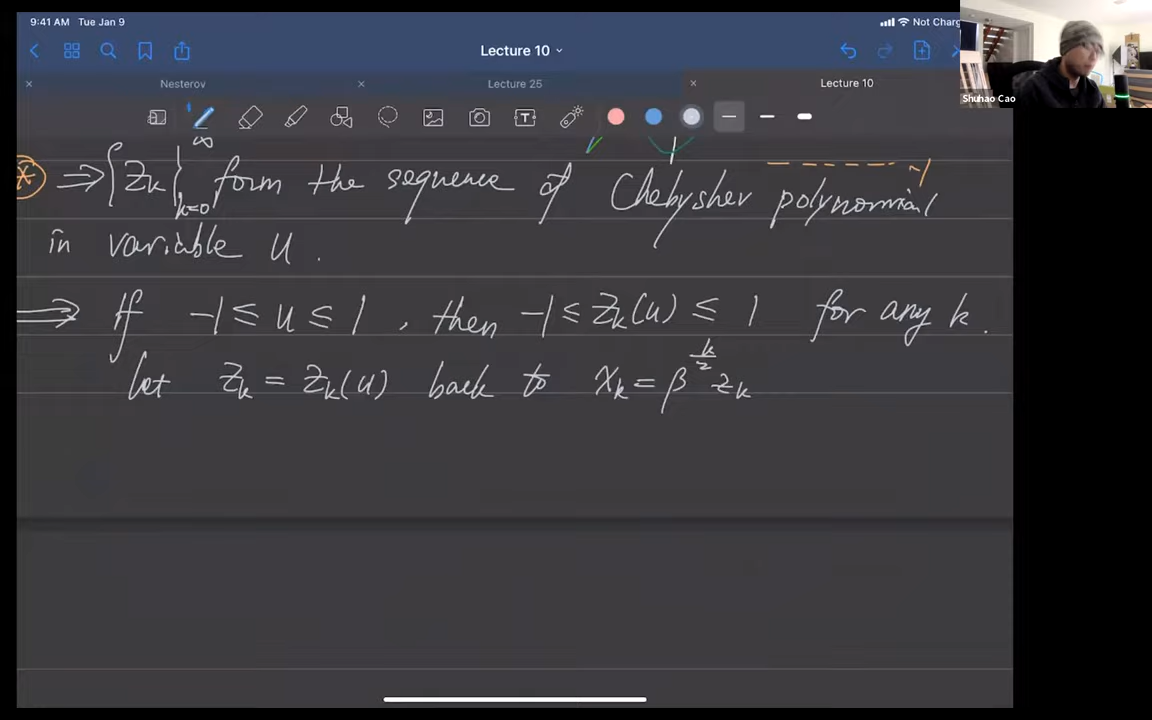 9:41 AM Tue Jan 9
Not Charg
Lecture 10
Nesterov
Lecture 25
Lecture 10
Shuhao Cao
(*) ⇒ {Z_k}_{k=0}^∞ form the sequence of Chebyshev polynomial
in variable u.
⇒ If -1 ≤ u ≤ 1, then -1 ≤ Z_k(u) ≤ 1 for any k.
Let Z_k = Z_k(u) back to x_k = β^{k/2} z_k